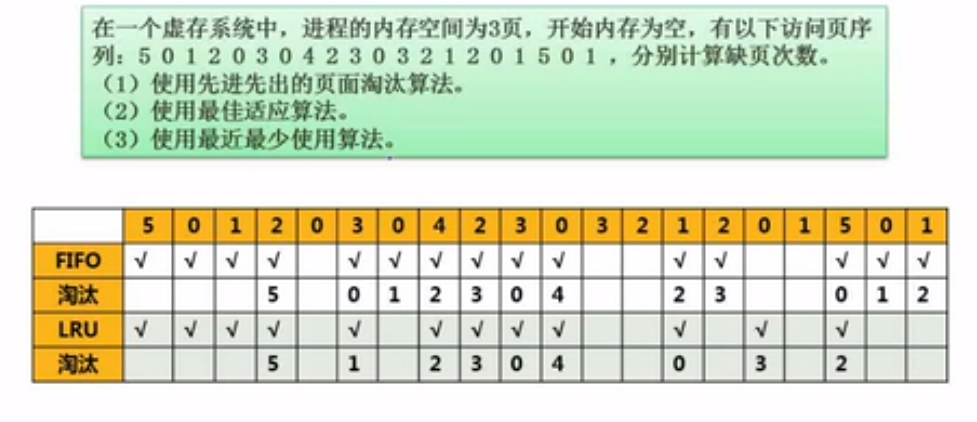 在一个虚存系统中，进程的内存空间为3页，开始内存为空，有以下访问页序
列：5 0 1 2 0 3 0 4 2 3 0 3 2 1 2 0 1 5 0 1 ，分别计算缺页次数。
（1）使用先进先出的页面淘汰算法。
（2）使用最佳适应算法。
（3）使用最近最少使用算法。
5 0 1 2 0 3 0 4 2 3 0 3 2 1 2 0 1 5 0 1
FIFO √ √ √ √ √ √ √ √ √ √ √ √ √ √ √
淘汰 5 0 1 2 3 0 4 2 3 0 1 2
LRU √ √ √ √ √ √ √ √ √ √ √ √
淘汰 5 1 2 3 0 4 0 3 2